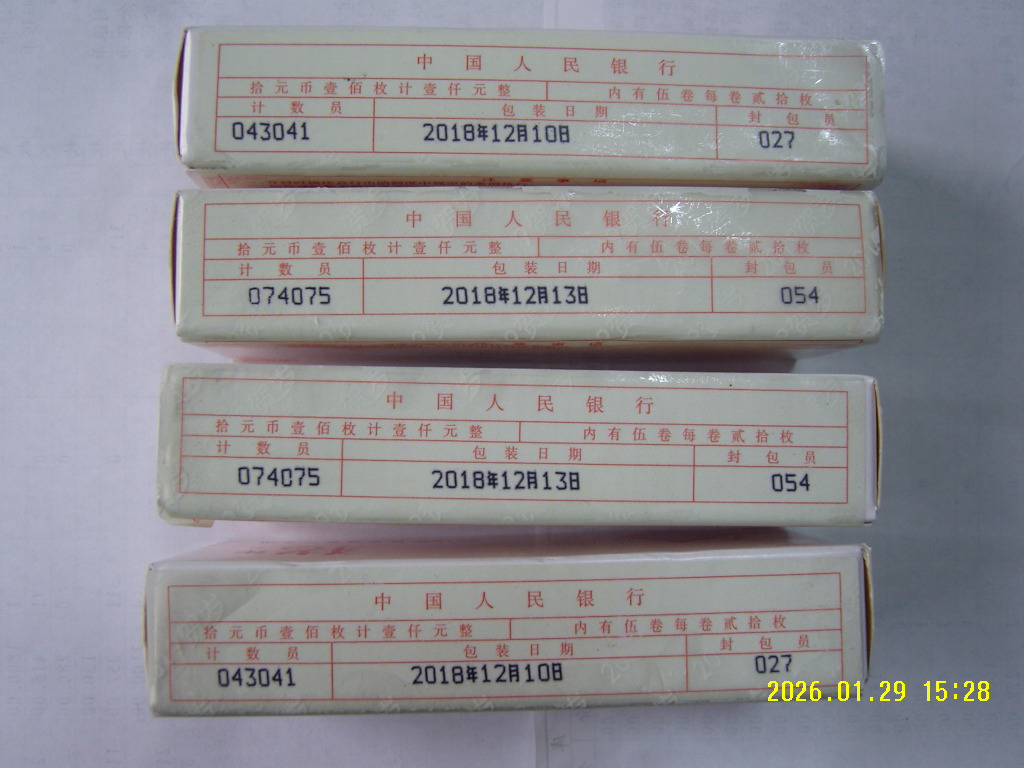 中国人民银行
拾元币壹佰枚计壹仟元整 内有伍卷每卷贰拾枚
计数员 包装日期 封包员
043041 2018年12月10日 027
中国人民银行
拾元币壹佰枚计壹仟元整 内有伍卷每卷贰拾枚
计数员 包装日期 封包员
074075 2018年12月13日 054
中国人民银行
拾元币壹佰枚计壹仟元整 内有伍卷每卷贰拾枚
计数员 包装日期 封包员
074075 2018年12月13日 054
中国人民银行
拾元币壹佰枚计壹仟元整 内有伍卷每卷贰拾枚
计数员 包装日期 封包员
043041 2018年12月10日 027
2026.01.29 15:28